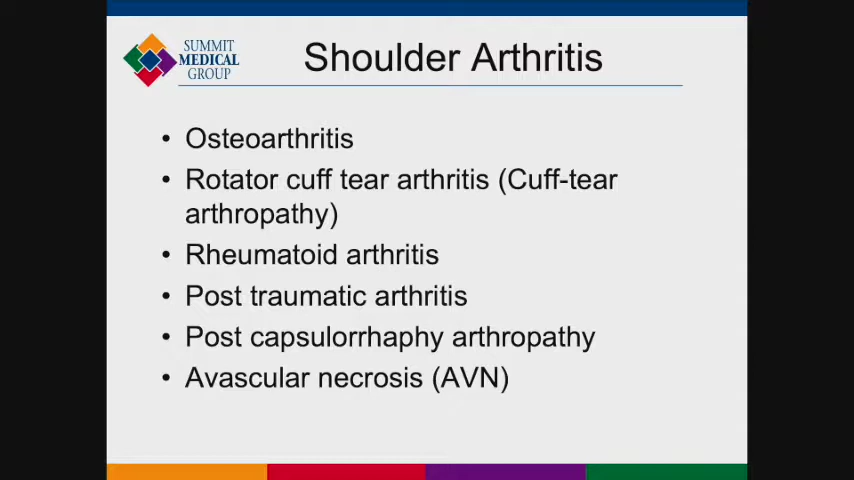 SUMMIT
MEDICAL
GROUP
Shoulder Arthritis
• Osteoarthritis
• Rotator cuff tear arthritis (Cuff-tear
arthropathy)
• Rheumatoid arthritis
• Post traumatic arthritis
• Post capsulorrhaphy arthropathy
• Avascular necrosis (AVN)